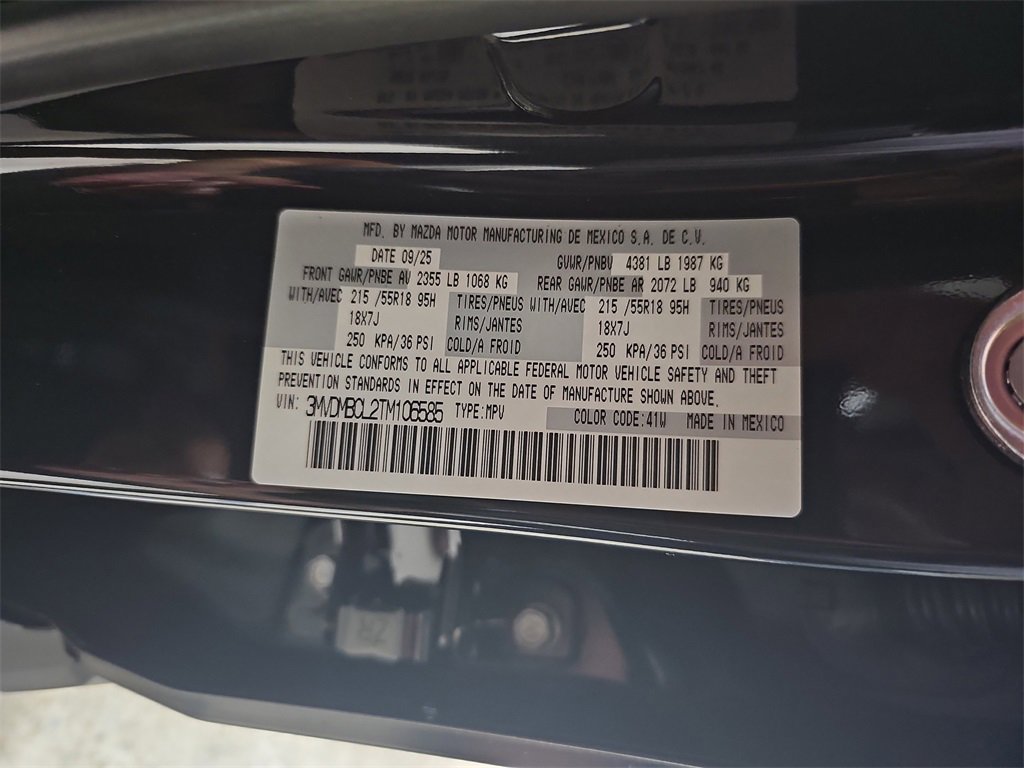 MFD. BY MAZDA MOTOR MANUFACTURING DE MEXICO S.A. DE C.V.
DATE 09/25 GVWR/PNBV 4381 LB 1987 KG
FRONT GAWR/PNBE AV 2355 LB 1068 KG REAR GAWR/PNBE AR 2072 LB 940 KG
WITH/AVEC 215 /55R18 95H TIRES/PNEUS WITH/AVEC 215 /55R18 95H TIRES/PNEUS
18X7J RIMS/JANTES 18X7J RIMS/JANTES
250 KPA/36 PSI COLD/A FROID 250 KPA/36 PSI COLD/A FROID
THIS VEHICLE CONFORMS TO ALL APPLICABLE FEDERAL MOTOR VEHICLE SAFETY AND THEFT
PREVENTION STANDARDS IN EFFECT ON THE DATE OF MANUFACTURE SHOWN ABOVE.
VIN: 3MVDMBCL2TM106585 TYPE:MPV COLOR CODE:41W MADE IN MEXICO